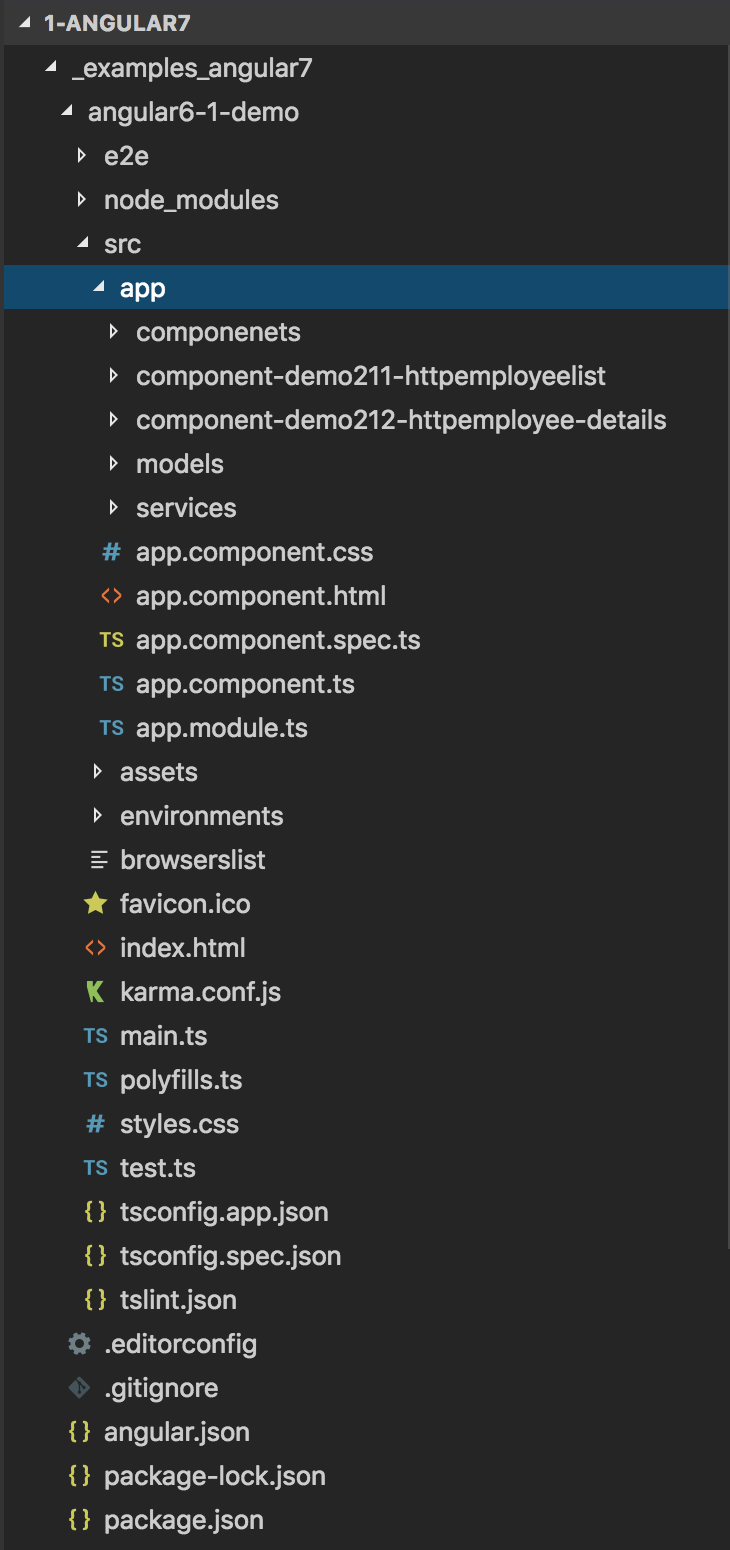 1-ANGULAR7
_examples_angular7
angular6-1-demo
e2e
node_modules
src
app
componenets
component-demo211-httpemployeelist
component-demo212-httpemployee-details
models
services
# app.component.css
<> app.component.html
TS app.component.spec.ts
TS app.component.ts
TS app.module.ts
assets
environments
browserslist
favicon.ico
<> index.html
K karma.conf.js
TS main.ts
TS polyfills.ts
# styles.css
TS test.ts
{} tsconfig.app.json
{} tsconfig.spec.json
{} tslint.json
.editorconfig
.gitignore
{} angular.json
{} package-lock.json
{} package.json